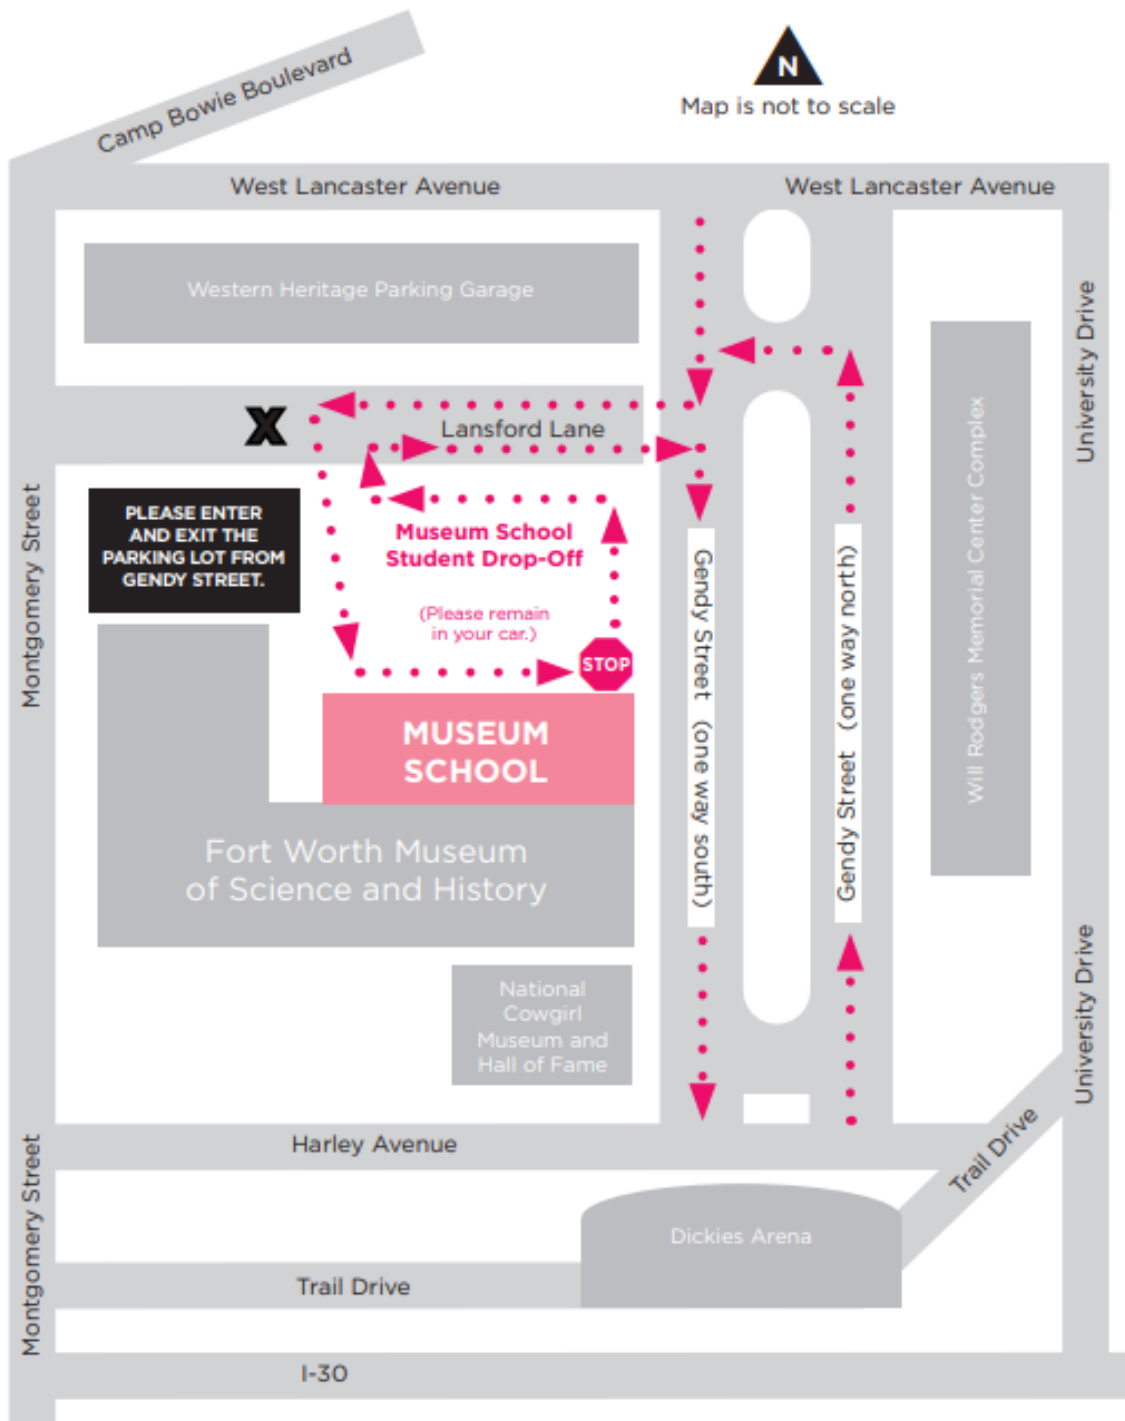 N
Map is not to scale
Camp Bowie Boulevard
West Lancaster Avenue
West Lancaster Avenue
Western Heritage Parking Garage
University Drive
X
Lansford Lane
Montgomery Street
PLEASE ENTER
AND EXIT THE
PARKING LOT FROM
GENDY STREET.
Museum School
Student Drop-Off
(Please remain
in your car.)
STOP
Gendy Street (one way south)
Gendy Street (one way north)
Will Rodgers Memorial Center Complex
MUSEUM
SCHOOL
Fort Worth Museum
of Science and History
National
Cowgirl
Museum and
Hall of Fame
University Drive
Harley Avenue
Trail Drive
Montgomery Street
Dickies Arena
Trail Drive
I-30